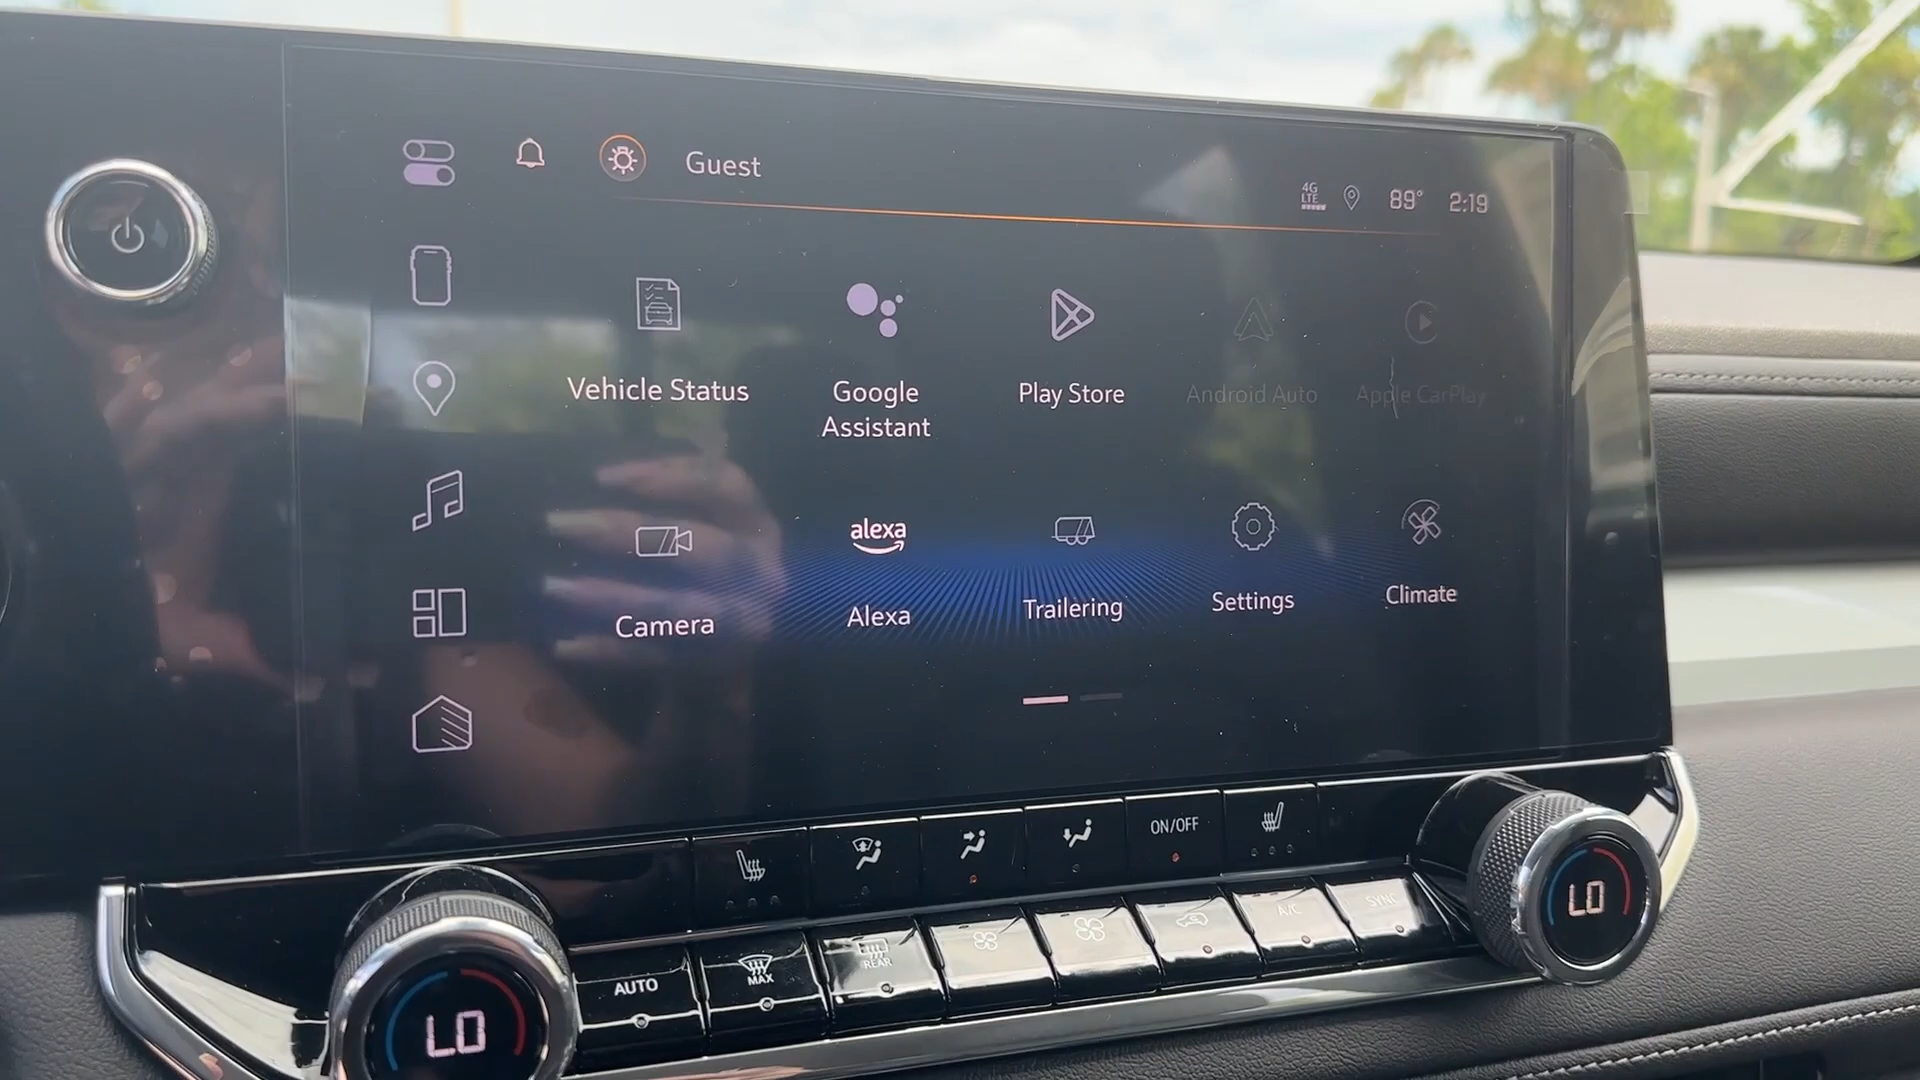 Guest
4G
LTE
89°
2:19
Vehicle Status
Google
Assistant
Play Store
Android Auto
Apple CarPlay
Camera
alexa
Alexa
Trailering
Settings
Climate
ON/OFF
AUTO
MAX
REAR
A/C
SYNC
LO
LO